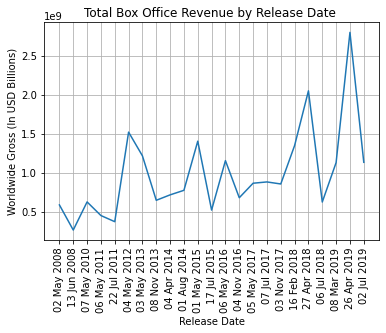 Total Box Office Revenue by Release Date
1e9
2.5
2.0
1.5
1.0
0.5
Worldwide Gross (In USD Billions)
02 May 2008
13 Jun 2008
07 May 2010
06 May 2011
22 Jul 2011
04 May 2012
03 May 2013
08 Nov 2013
04 Apr 2014
01 Aug 2014
01 May 2015
17 Jul 2015
06 May 2016
04 Nov 2016
05 May 2017
07 Jul 2017
03 Nov 2017
16 Feb 2018
27 Apr 2018
06 Jul 2018
08 Mar 2019
26 Apr 2019
02 Jul 2019
Release Date